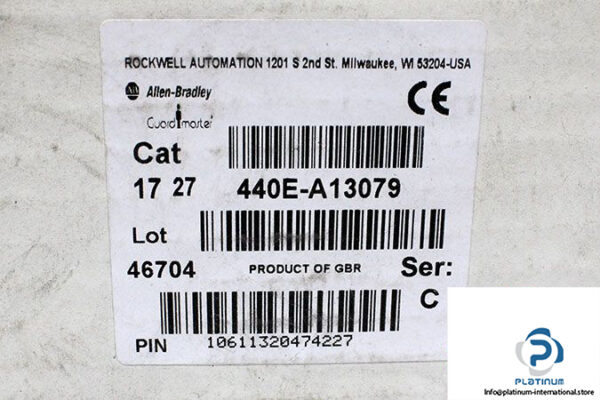 ROCKWELL AUTOMATION 1201 S 2nd St. Milwaukee, WI 53204-USA
AB Allen-Bradley
Guardmaster
CE
Cat
17 27 440E-A13079
Lot
46704 PRODUCT OF GBR Ser:
C
PIN 10611320474227
PLATINUM
Info@platinum-international.store